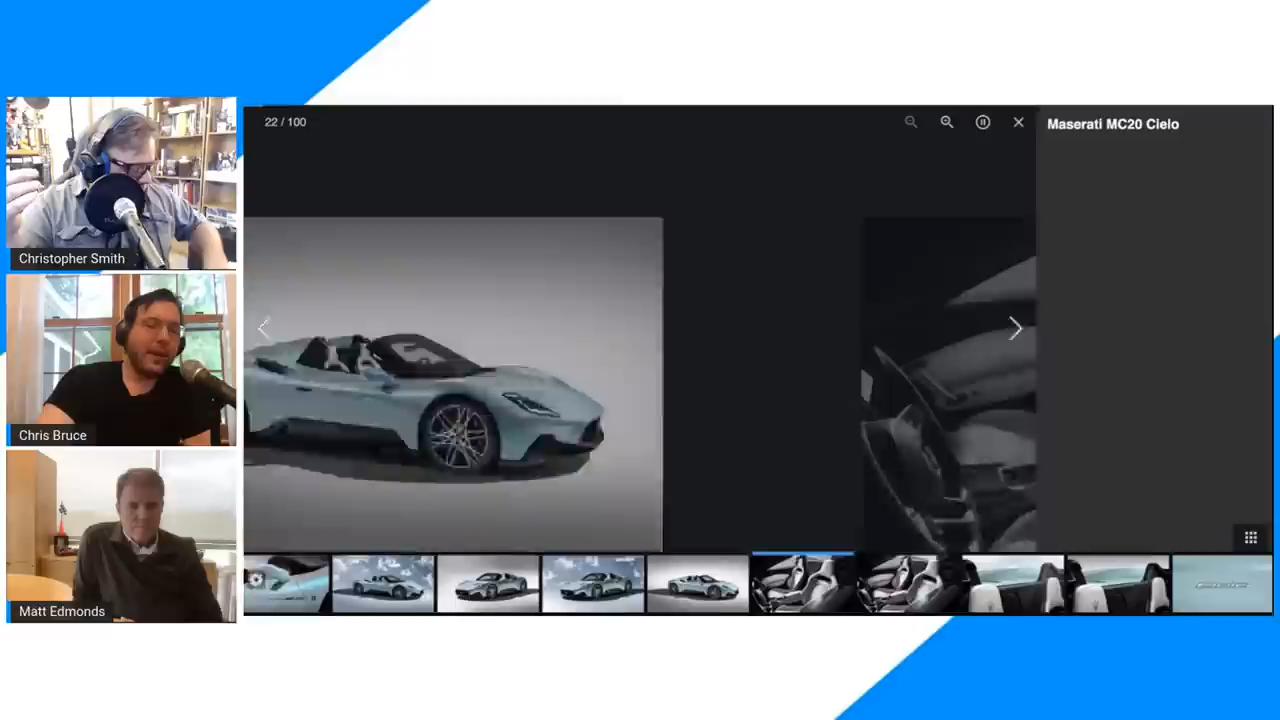 22 / 100
Maserati MC20 Cielo
Christopher Smith
Chris Bruce
Matt Edmonds